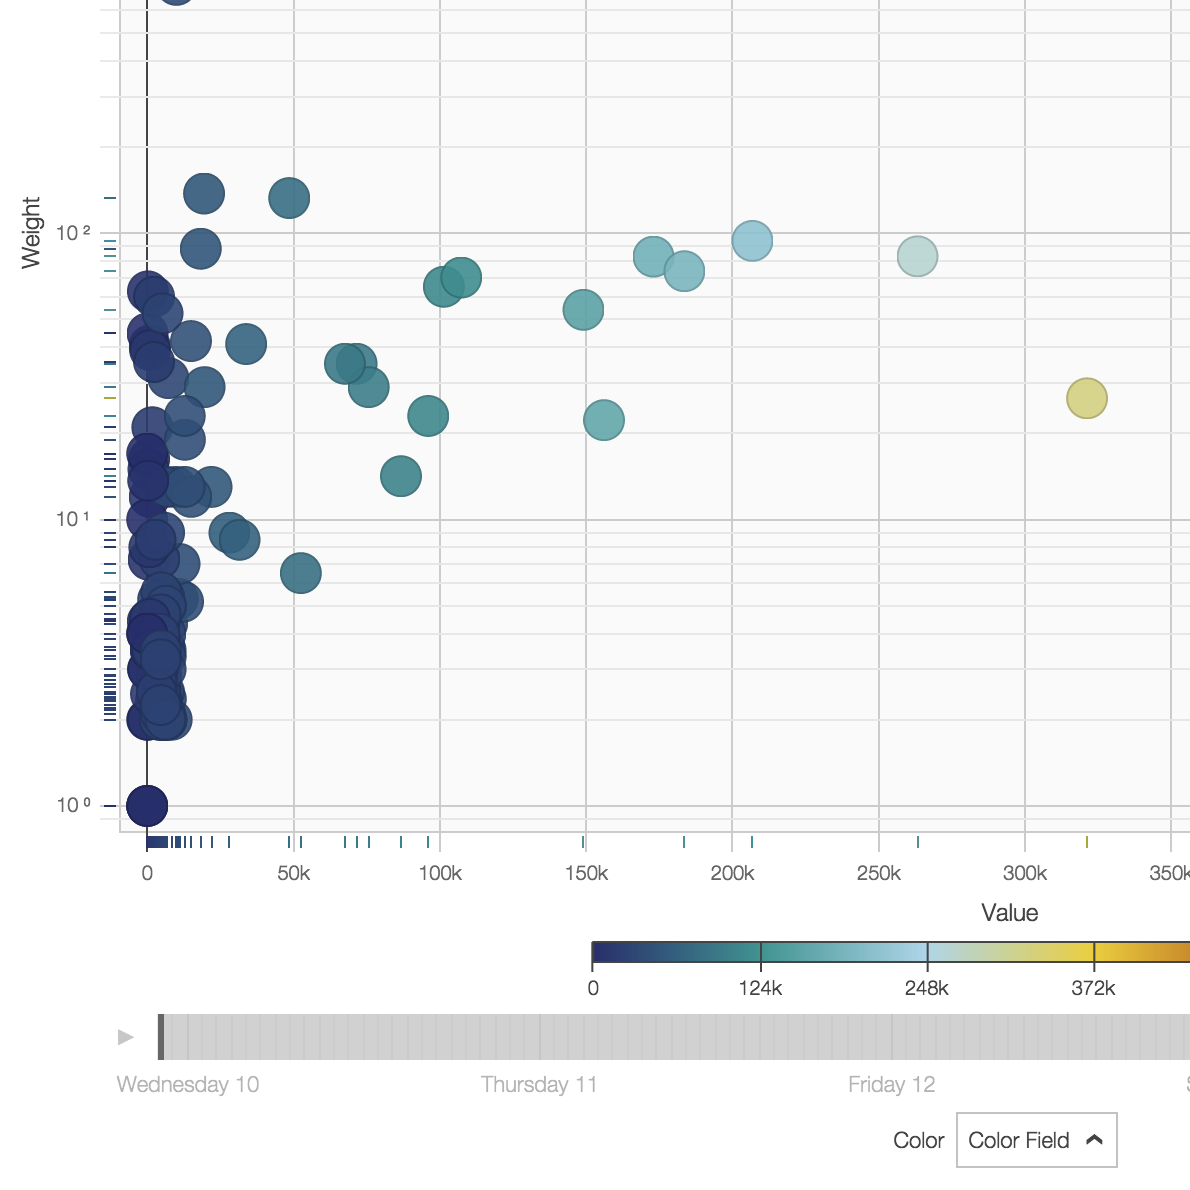 Weight
10²
10¹
10⁰
0 50k 100k 150k 200k 250k 300k 350k
Value
0 124k 248k 372k
Wednesday 10 Thursday 11 Friday 12
Color Color Field